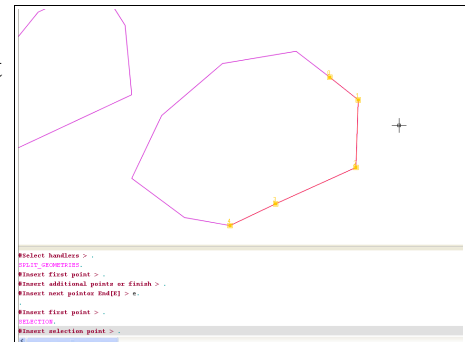 #Select handlers > .
SPLIT_GEOMETRIES.
#Insert first point > .
#Insert additional points or finish > .
#Insert next pointor End[E] > e.
.
#Insert first point > .
SELECTION.
#Insert selection point > .